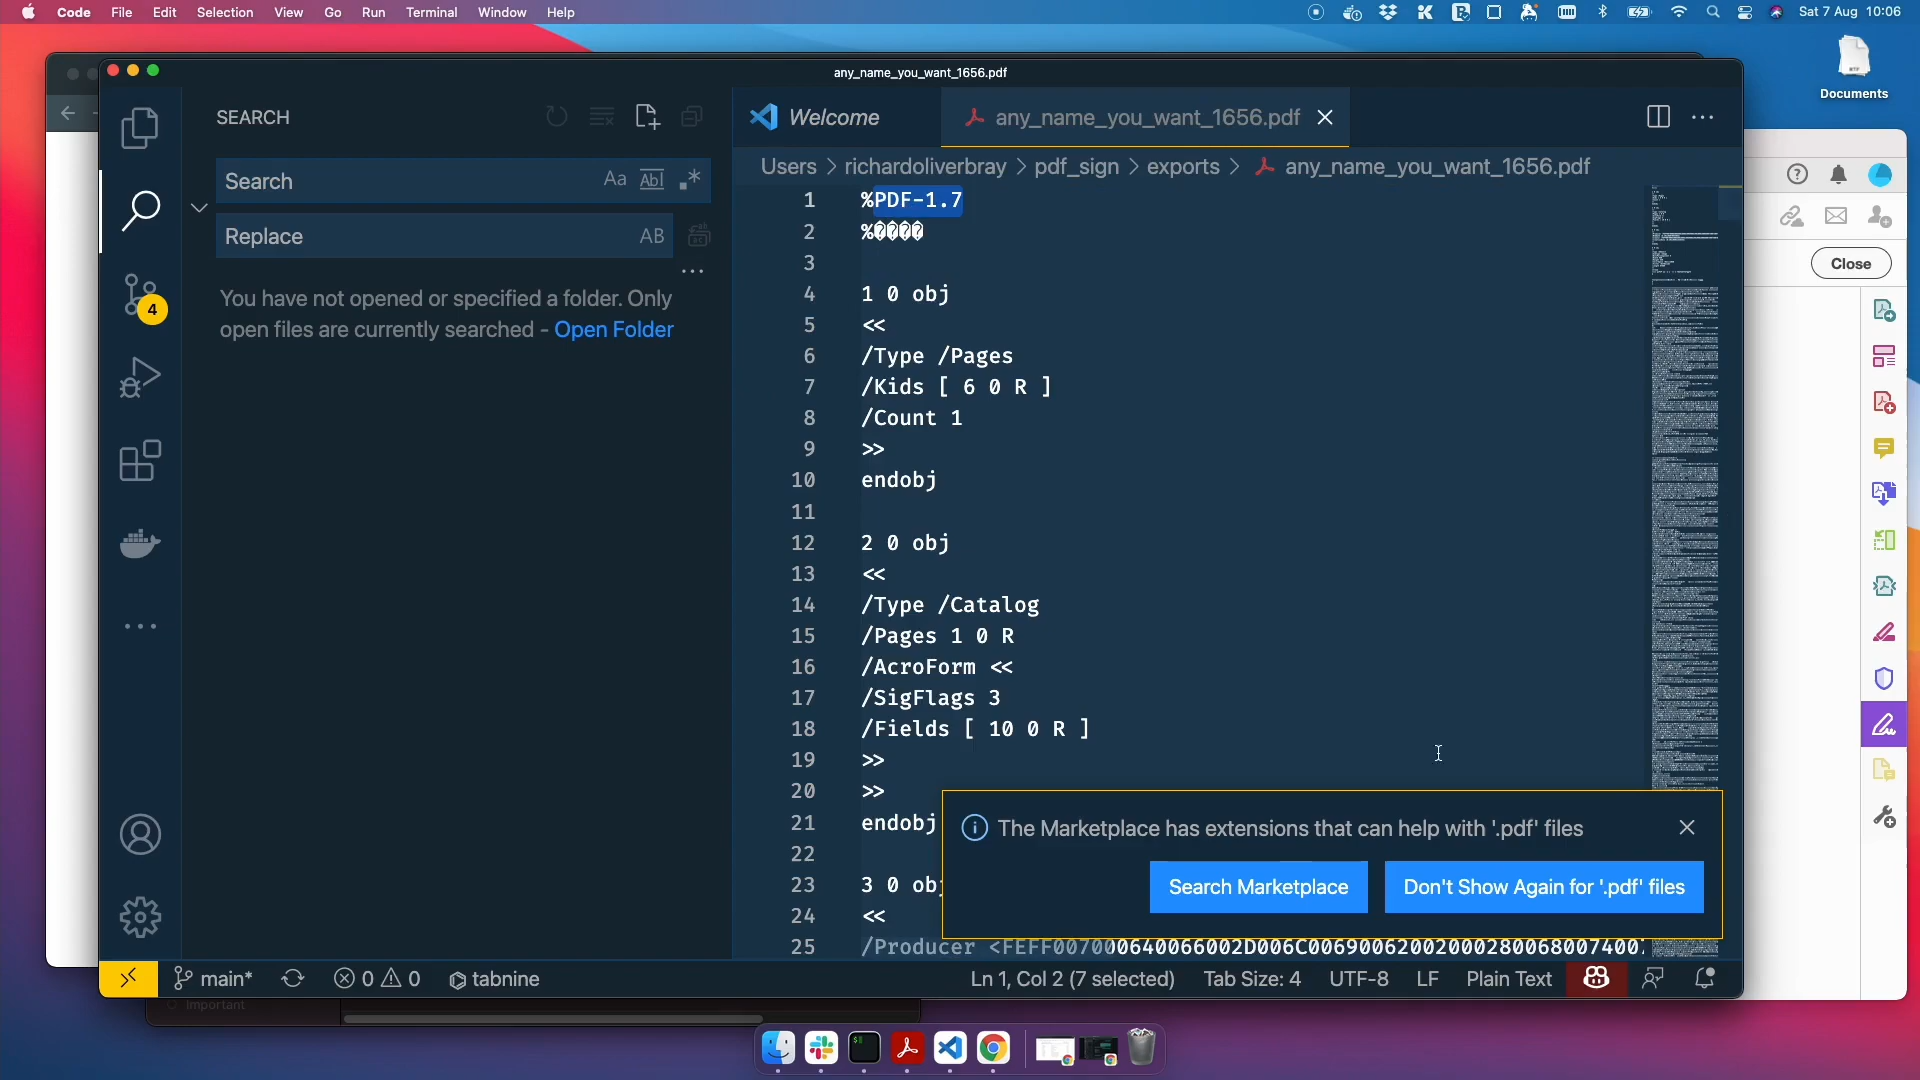 Code File Edit Selection View Go Run Terminal Window Help Sat 7 Aug 10:06
Documents
any_name_you_want_1656.pdf
SEARCH
Search
Aa Abl .*
Replace
AB
...
You have not opened or specified a folder. Only
open files are currently searched - Open Folder
4
Welcome
any_name_you_want_1656.pdf
Users > richardoliverbray > pdf_sign > exports > any_name_you_want_1656.pdf
1 %PDF-1.7
2 %����
3
4 1 0 obj
5 <<
6 /Type /Pages
7 /Kids [ 6 0 R ]
8 /Count 1
9 >>
10 endobj
11
12 2 0 obj
13 <<
14 /Type /Catalog
15 /Pages 1 0 R
16 /AcroForm <<
17 /SigFlags 3
18 /Fields [ 10 0 R ]
19 >>
20 >>
21 endobj
22
23 3 0 obj
24 <<
25 /Producer <FEFF007000640066002D006C00690062002000280068007400
The Marketplace has extensions that can help with '.pdf' files
Search Marketplace
Don't Show Again for '.pdf' files
Close
main* 0 0 tabnine Ln 1, Col 2 (7 selected) Tab Size: 4 UTF-8 LF Plain Text
Important